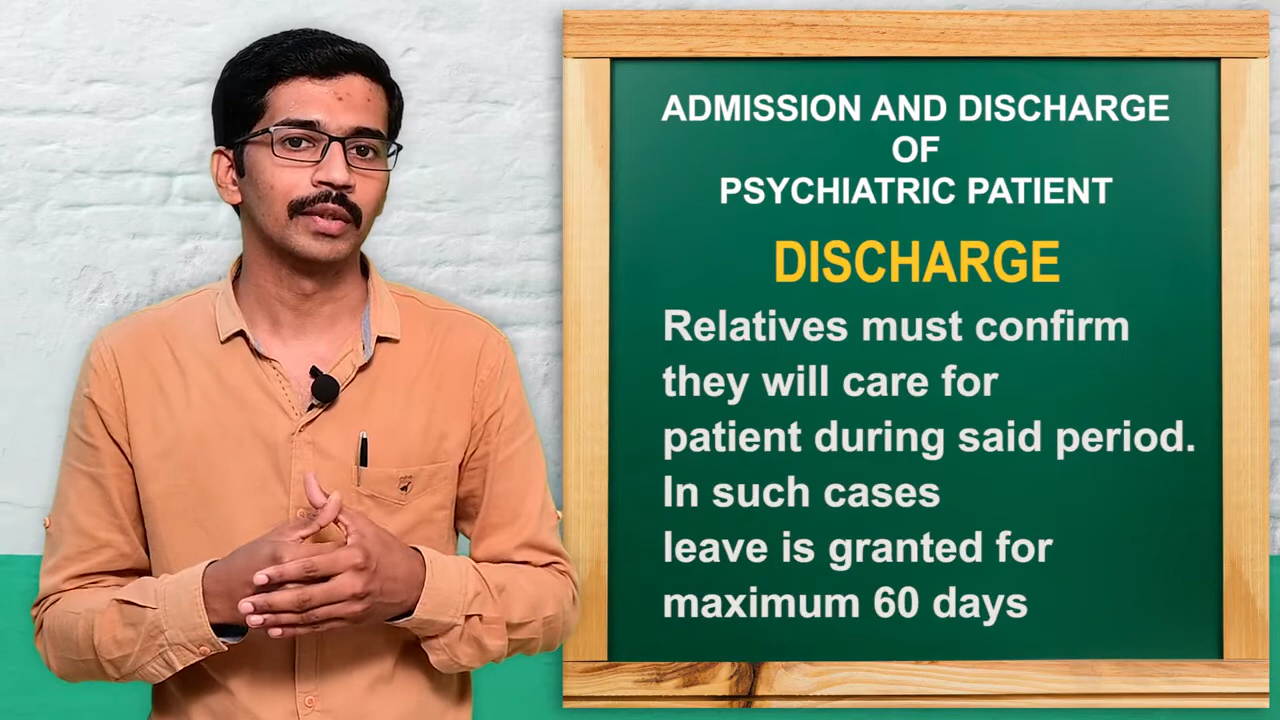 ADMISSION AND DISCHARGE
OF
PSYCHIATRIC PATIENT
DISCHARGE
Relatives must confirm
they will care for
patient during said period.
In such cases
leave is granted for
maximum 60 days